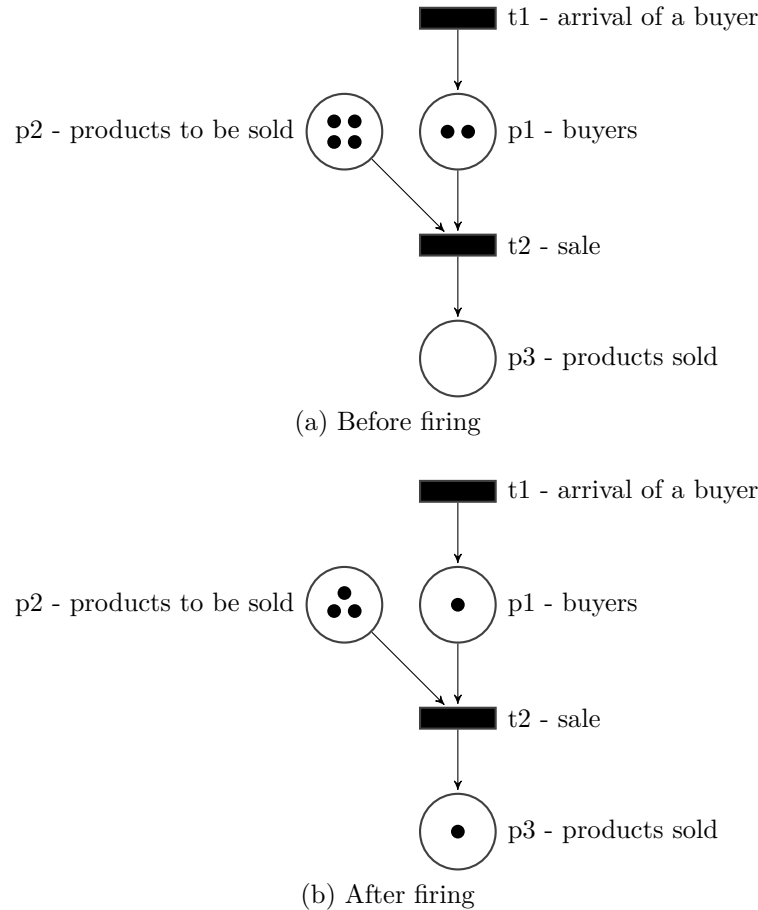 t1 - arrival of a buyer
p2 - products to be sold
p1 - buyers
t2 - sale
p3 - products sold
(a) Before firing
t1 - arrival of a buyer
p2 - products to be sold
p1 - buyers
t2 - sale
p3 - products sold
(b) After firing